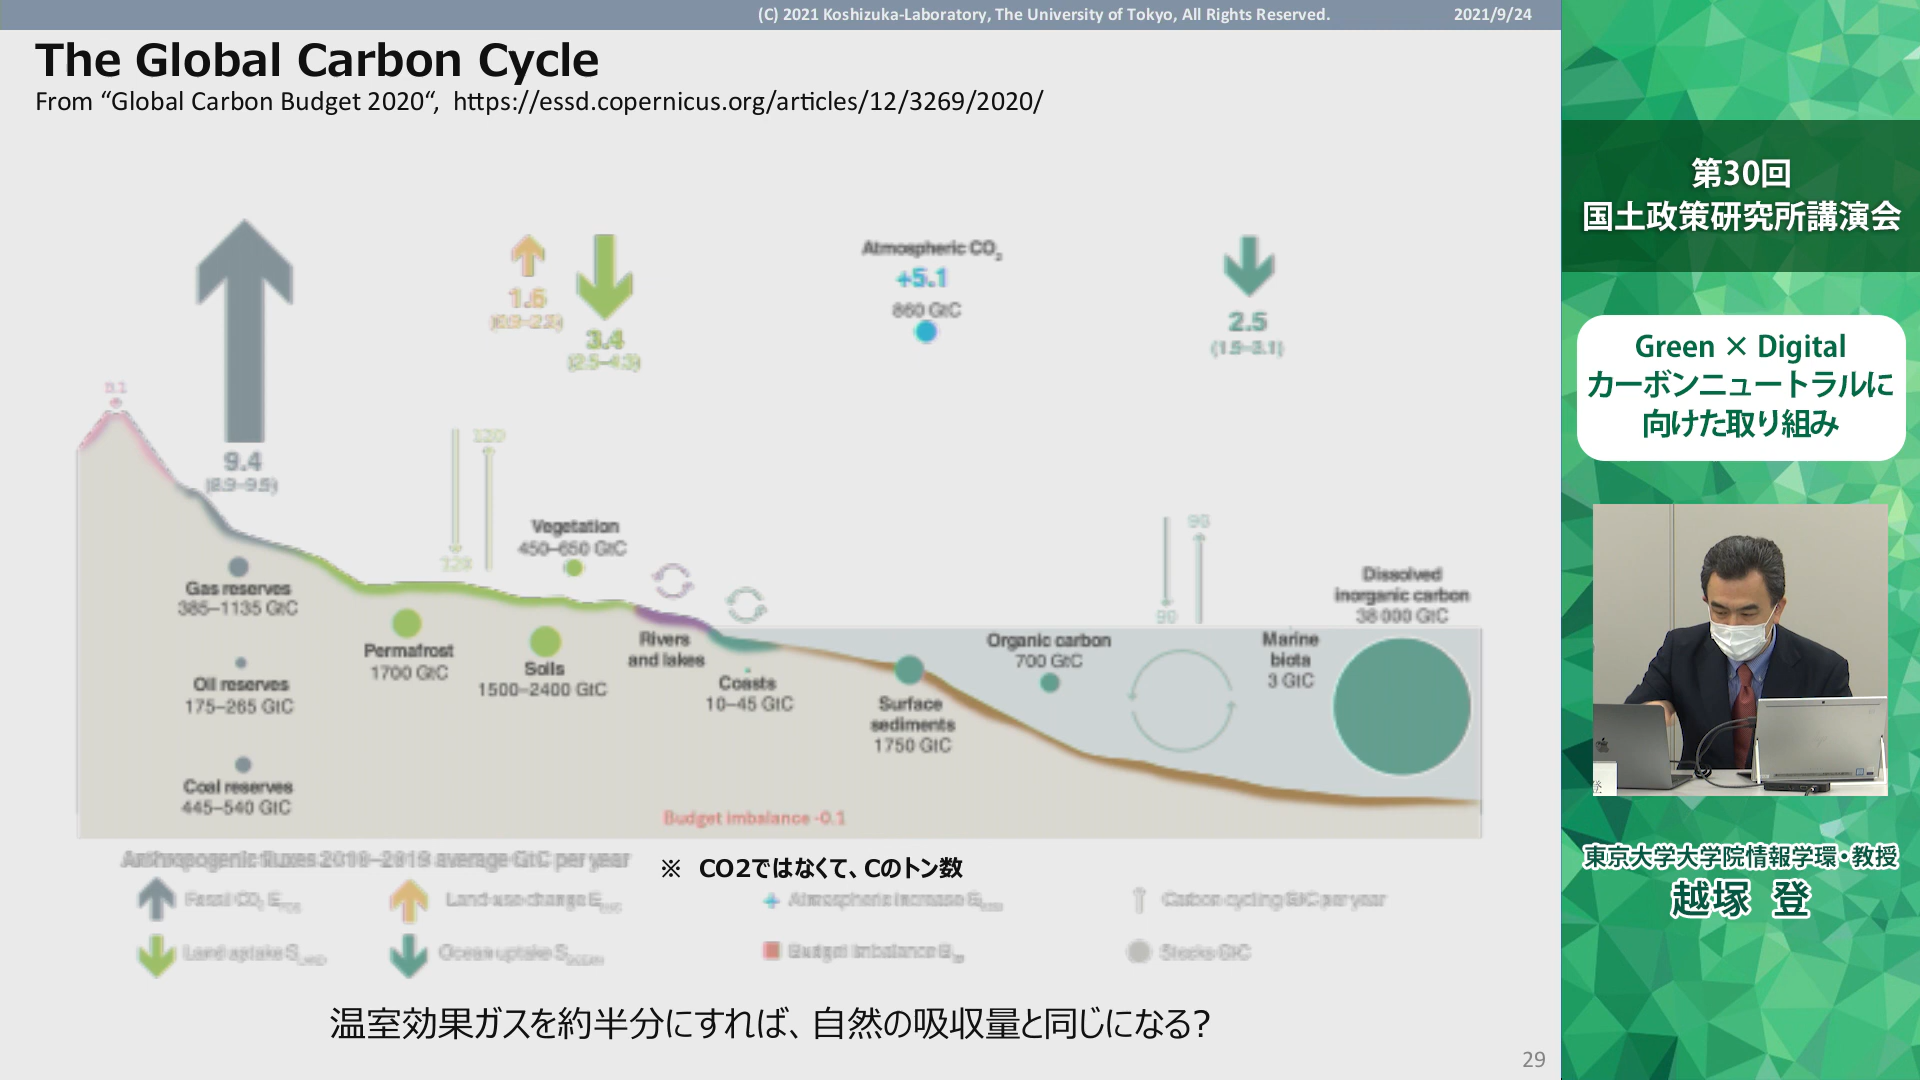 (C) 2021 Koshizuka-Laboratory, The University of Tokyo, All Rights Reserved.
2021/9/24
The Global Carbon Cycle
From “Global Carbon Budget 2020“, https://essd.copernicus.org/articles/12/3269/2020/
Atmospheric CO2
+5.1
860 GtC
1.6
3.4
(2.5–4.3)
2.5
(1.9–3.1)
9.4
120
Vegetation
450–650 GtC
Gas reserves
385–1135 GtC
Oil reserves
175–265 GtC
Coal reserves
445–540 GtC
Permafrost
1700 GtC
Soils
1500–2400 GtC
Rivers
and lakes
Coasts
10–45 GtC
Surface
sediments
1750 GtC
Organic carbon
700 GtC
90
90
Marine
biota
3 GtC
Dissolved
inorganic carbon
38 000 GtC
Budget imbalance -0.1
Anthropogenic fluxes 2010–2019 average GtC per year
※ CO2ではなくて、Cのトン数
Fossil CO2
Land-use change
Atmospheric increase
Carbon cycling GtC per year
Land uptake
Ocean uptake
Budget imbalance
Stocks GtC
温室効果ガスを約半分にすれば、自然の吸収量と同じになる?
29
第30回
国土政策研究所講演会
Green × Digital
カーボンニュートラルに
向けた取り組み
東京大学大学院情報学環・教授
越塚 登